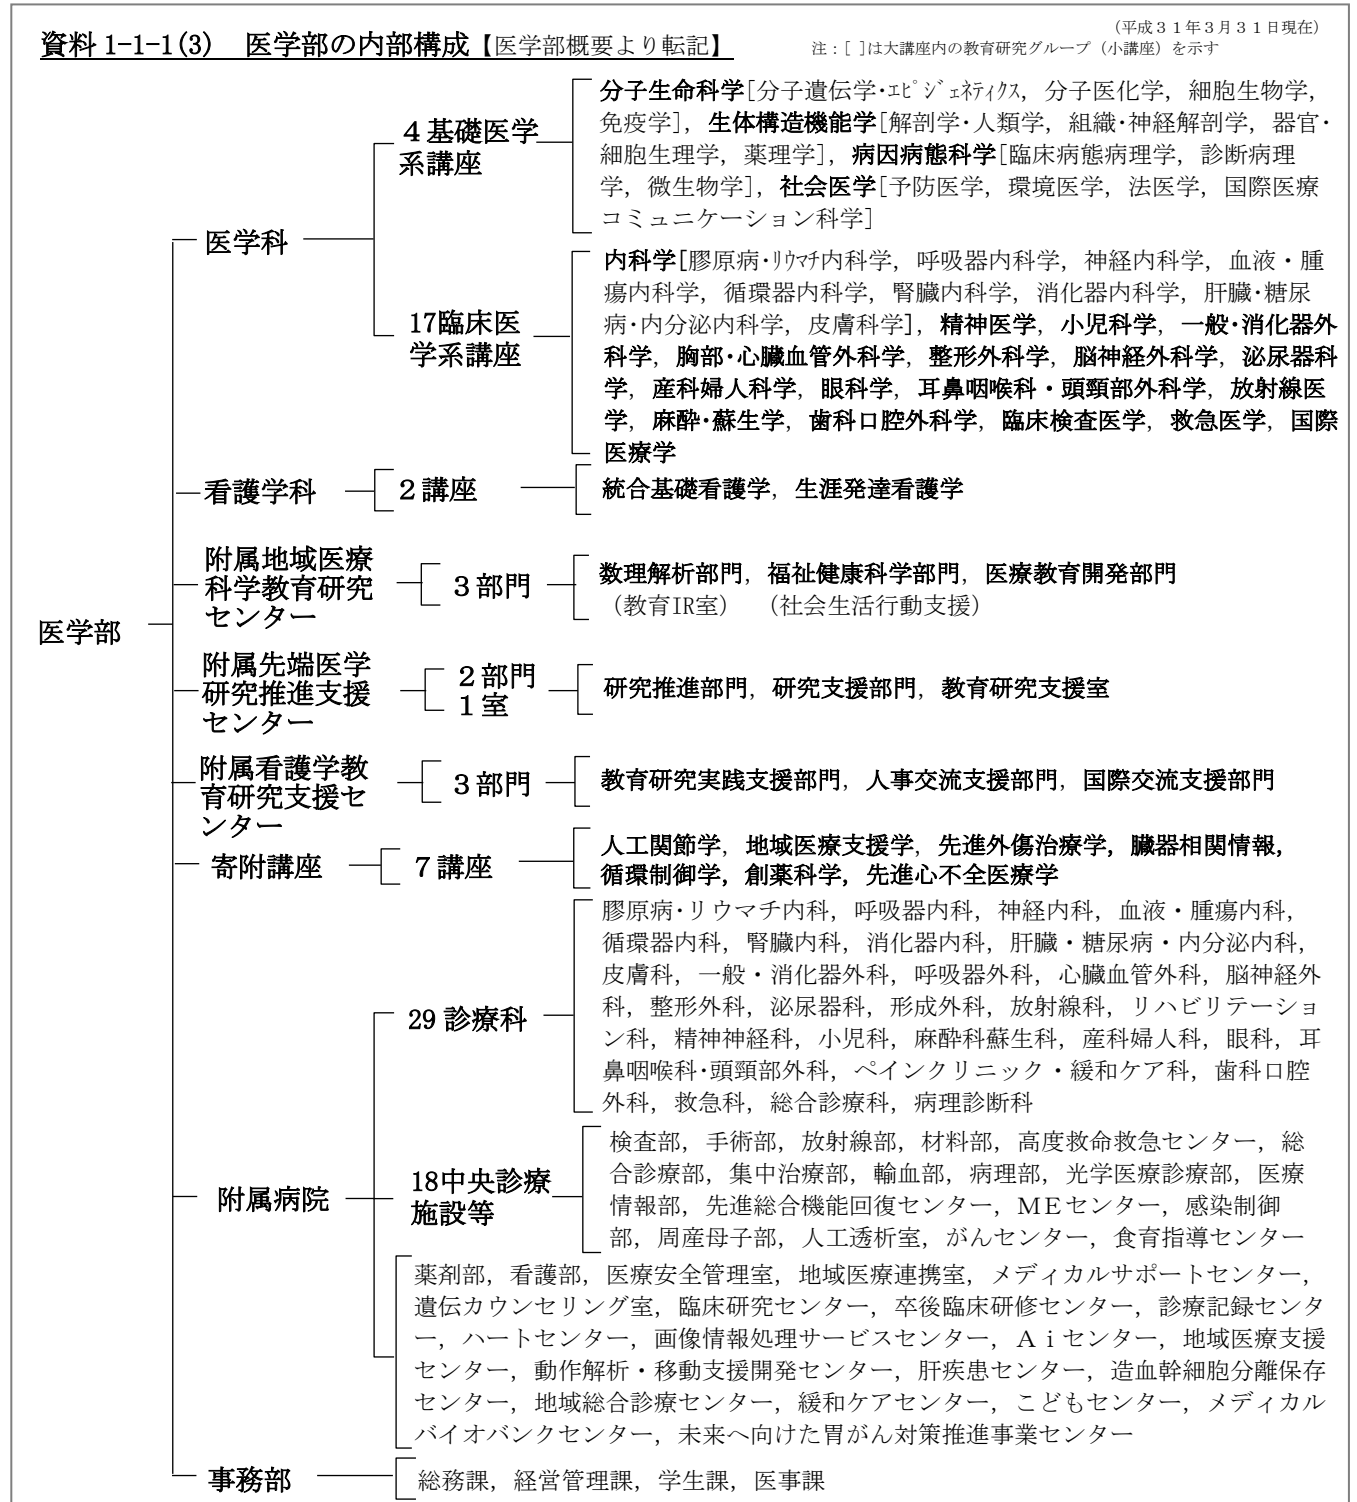 （平成３１年３月３１日現在）
資料 1-1-1(3)　医学部の内部構成【医学部概要より転記】
注：[ ]は大講座内の教育研究グループ（小講座）を示す
医学部
医学科
４基礎医学
系講座
分子生命科学[分子遺伝学・ｴﾋﾟｼﾞｪﾈﾃｨｸｽ, 分子医化学, 細胞生物学,
免疫学], 生体構造機能学[解剖学・人類学, 組織・神経解剖学, 器官・
細胞生理学, 薬理学], 病因病態科学[臨床病態病理学, 診断病理
学, 微生物学], 社会医学[予防医学, 環境医学, 法医学, 国際医療
コミュニケーション科学]
17臨床医
学系講座
内科学[膠原病・ﾘｳﾏﾁ内科学, 呼吸器内科学, 神経内科学, 血液・腫
瘍内科学, 循環器内科学, 腎臓内科学, 消化器内科学, 肝臓・糖尿
病・内分泌内科学, 皮膚科学], 精神医学, 小児科学, 一般・消化器外
科学, 胸部・心臓血管外科学, 整形外科学, 脳神経外科学, 泌尿器科
学, 産科婦人科学, 眼科学, 耳鼻咽喉科・頭頸部外科学, 放射線医
学, 麻酔・蘇生学, 歯科口腔外科学, 臨床検査医学, 救急医学, 国際
医療学
看護学科
２講座
統合基礎看護学, 生涯発達看護学
附属地域医療
科学教育研究
センター
３部門
数理解析部門, 福祉健康科学部門, 医療教育開発部門
（教育IR室）　（社会生活行動支援）
附属先端医学
研究推進支援
センター
２部門
１室
研究推進部門, 研究支援部門, 教育研究支援室
附属看護学教
育研究支援セ
ンター
３部門
教育研究実践支援部門, 人事交流支援部門, 国際交流支援部門
寄附講座
７講座
人工関節学, 地域医療支援学, 先進外傷治療学, 臓器相関情報,
循環制御学, 創薬科学, 先進心不全医療学
附属病院
29 診療科
膠原病・リウマチ内科, 呼吸器内科, 神経内科, 血液・腫瘍内科,
循環器内科, 腎臓内科, 消化器内科, 肝臓・糖尿病・内分泌内科,
皮膚科, 一般・消化器外科, 呼吸器外科, 心臓血管外科, 脳神経外
科, 整形外科, 泌尿器科, 形成外科, 放射線科, リハビリテーショ
ン科, 精神神経科, 小児科, 麻酔科蘇生科, 産科婦人科, 眼科, 耳
鼻咽喉科・頭頸部外科, ペインクリニック・緩和ケア科, 歯科口腔
外科, 救急科, 総合診療科, 病理診断科
18中央診療
施設等
検査部, 手術部, 放射線部, 材料部, 高度救命救急センター, 総
合診療部, 集中治療部, 輸血部, 病理部, 光学医療診療部, 医療
情報部, 先進総合機能回復センター, ＭＥセンター, 感染制御
部, 周産母子部, 人工透析室, がんセンター, 食育指導センター
薬剤部, 看護部, 医療安全管理室, 地域医療連携室, メディカルサポートセンター,
遺伝カウンセリング室, 臨床研究センター, 卒後臨床研修センター, 診療記録センタ
ー, ハートセンター, 画像情報処理サービスセンター, Ａｉセンター, 地域医療支援
センター, 動作解析・移動支援開発センター, 肝疾患センター, 造血幹細胞分離保存
センター, 地域総合診療センター, 緩和ケアセンター, こどもセンター, メディカル
バイオバンクセンター, 未来へ向けた胃がん対策推進事業センター
事務部
総務課, 経営管理課, 学生課, 医事課